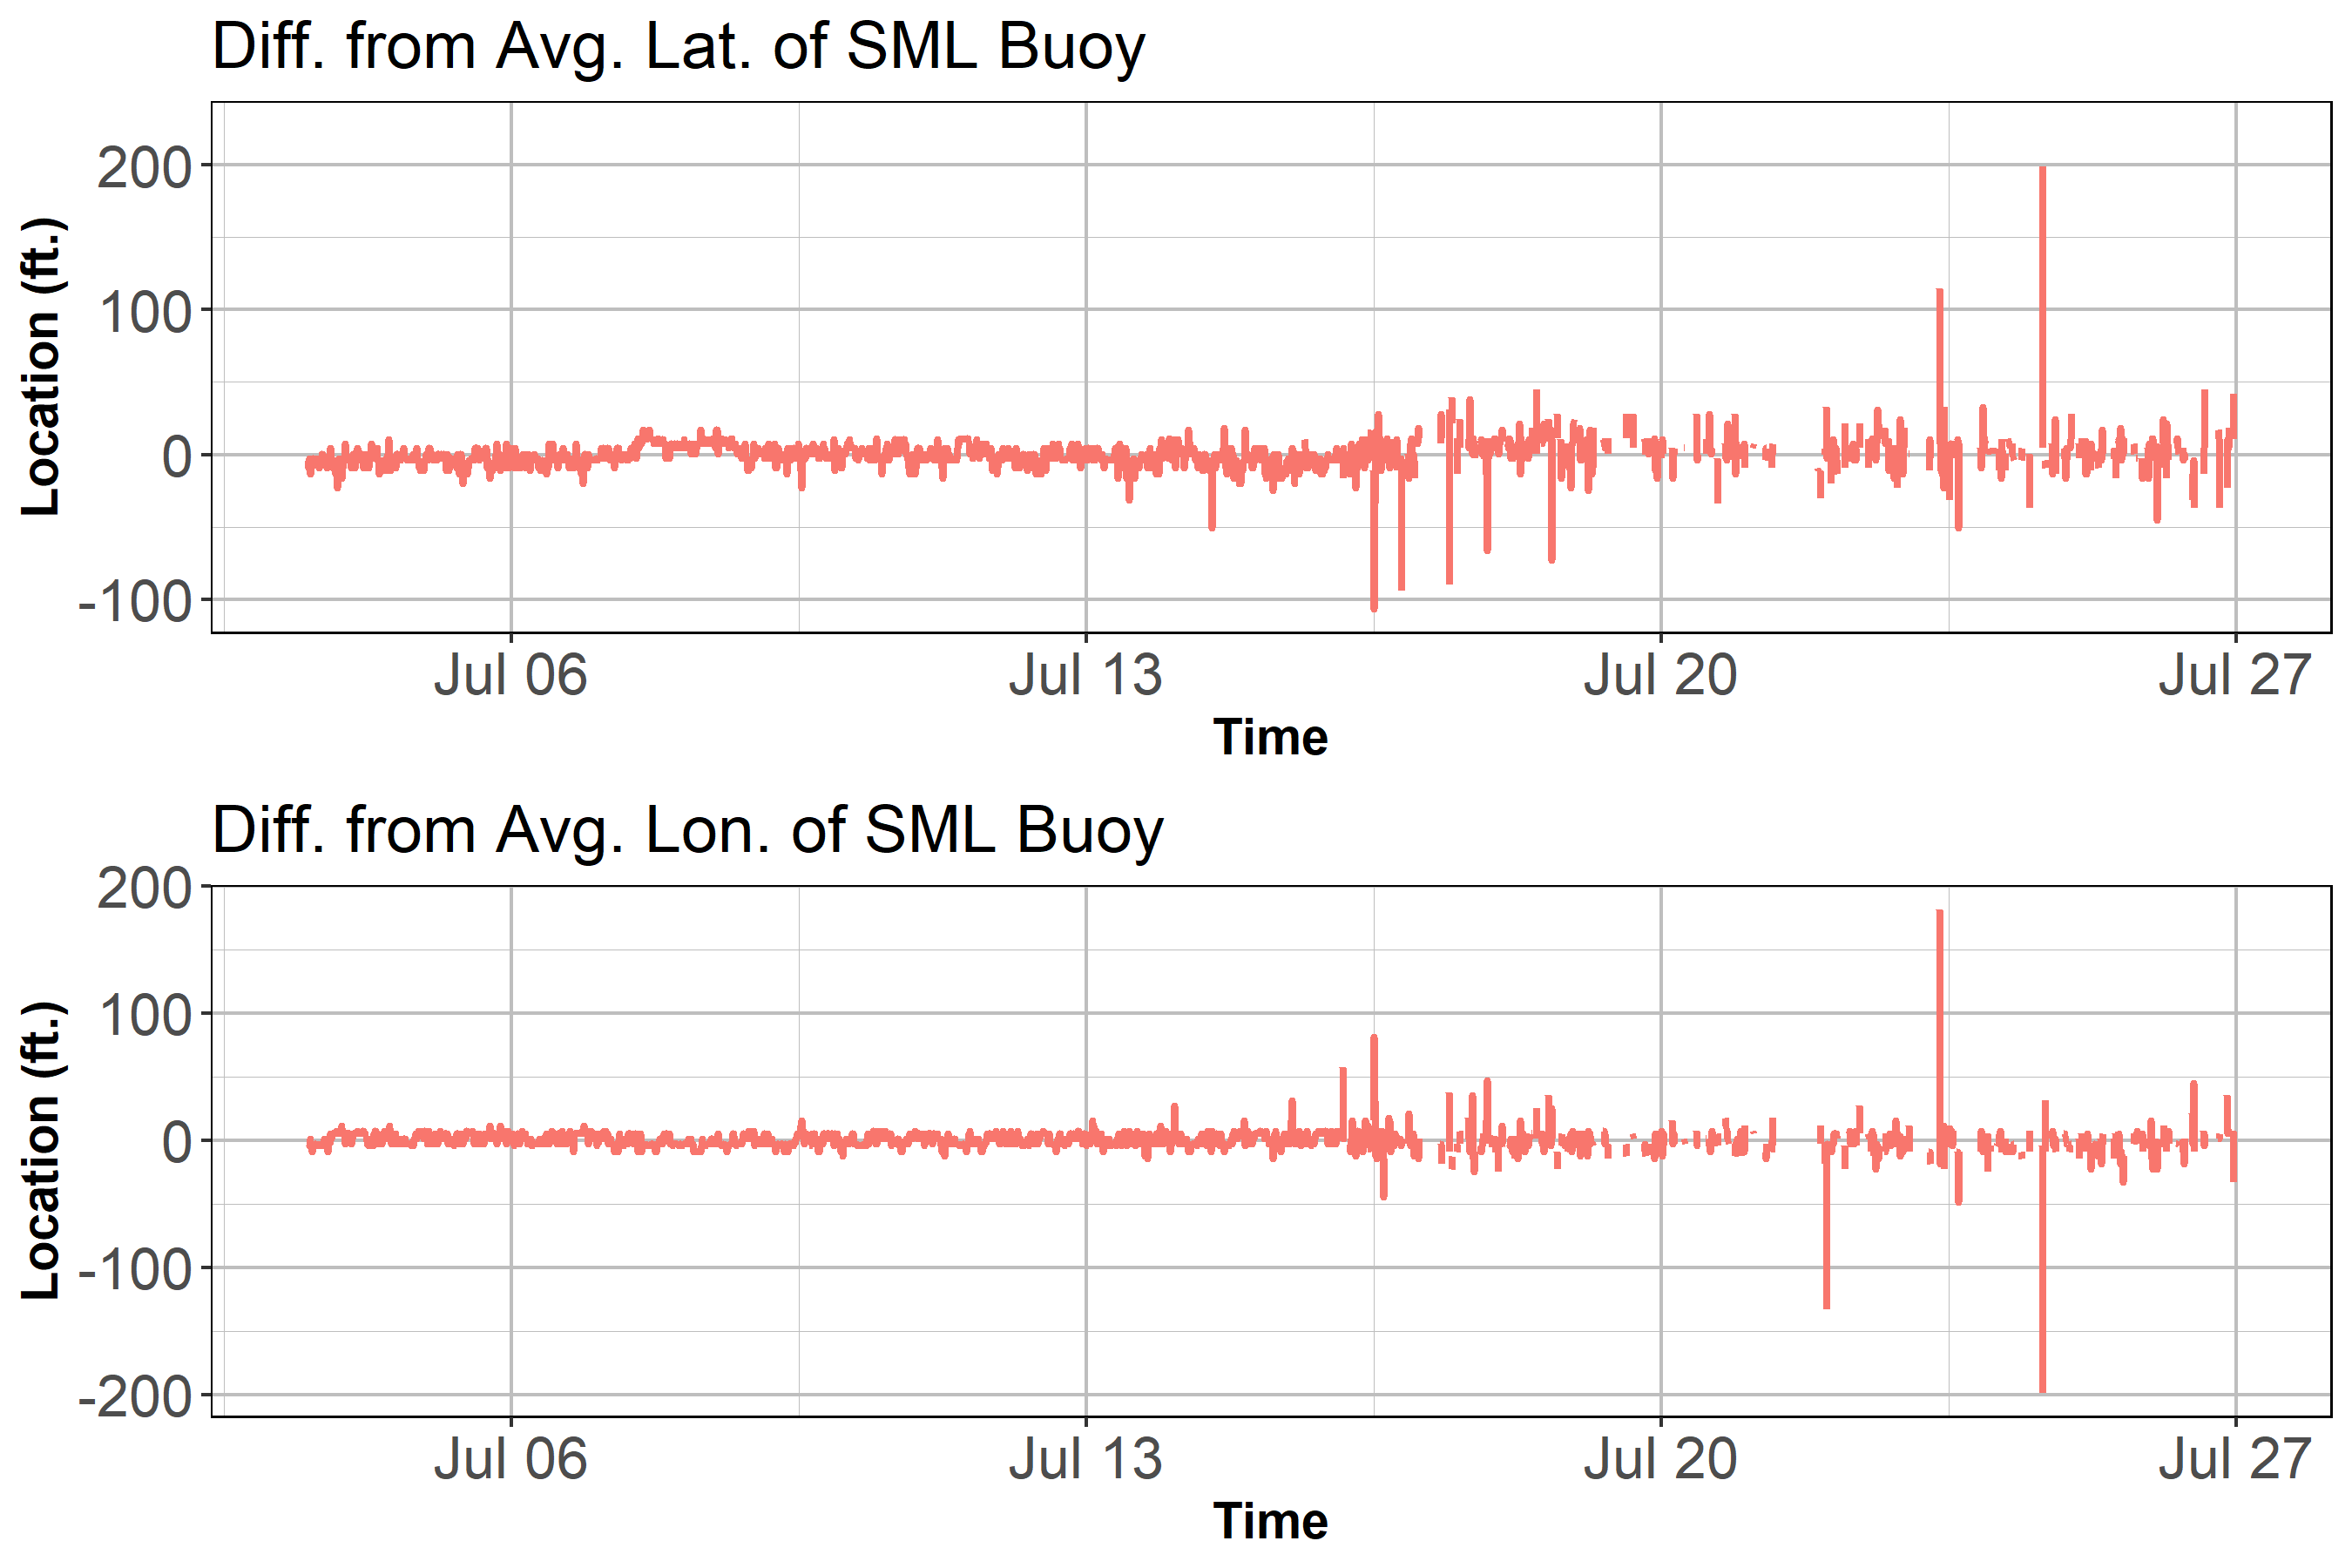 Diff. from Avg. Lat. of SML Buoy
Location (ft.)
200
100
0
-100
Jul 06 Jul 13 Jul 20 Jul 27
Time
Diff. from Avg. Lon. of SML Buoy
Location (ft.)
200
100
0
-100
-200
Jul 06 Jul 13 Jul 20 Jul 27
Time